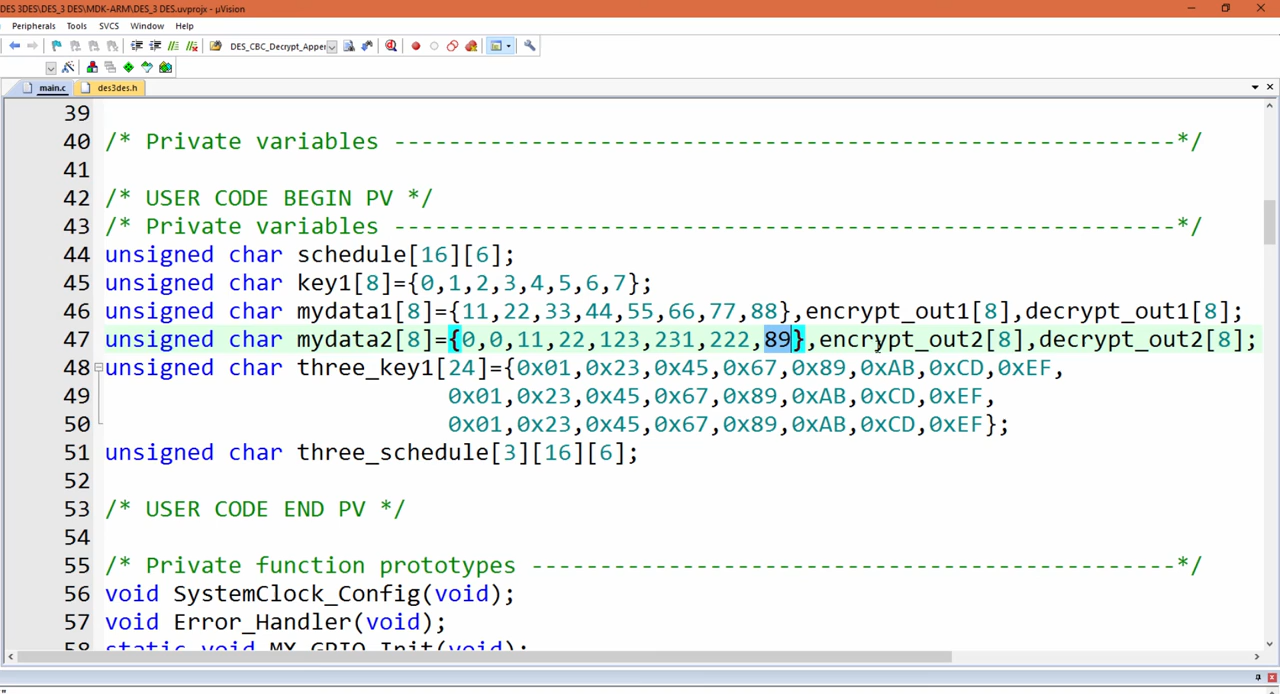 DES 3DES\DES_3 DES\MDK-ARM\DES_3 DES.uvprojx - µVision
Peripherals Tools SVCS Window Help
DES_CBC_Decrypt_Apper
main.c des3des.h
39
40 /* Private variables ---------------------------------------------------------*/
41
42 /* USER CODE BEGIN PV */
43 /* Private variables ---------------------------------------------------------*/
44 unsigned char schedule[16][6];
45 unsigned char key1[8]={0,1,2,3,4,5,6,7};
46 unsigned char mydata1[8]={11,22,33,44,55,66,77,88},encrypt_out1[8],decrypt_out1[8];
47 unsigned char mydata2[8]={0,0,11,22,123,231,222,89},encrypt_out2[8],decrypt_out2[8];
48 unsigned char three_key1[24]={0x01,0x23,0x45,0x67,0x89,0xAB,0xCD,0xEF,
49 0x01,0x23,0x45,0x67,0x89,0xAB,0xCD,0xEF,
50 0x01,0x23,0x45,0x67,0x89,0xAB,0xCD,0xEF};
51 unsigned char three_schedule[3][16][6];
52
53 /* USER CODE END PV */
54
55 /* Private function prototypes -----------------------------------------------*/
56 void SystemClock_Config(void);
57 void Error_Handler(void);
58 static void MX_GPIO_Init(void);
"